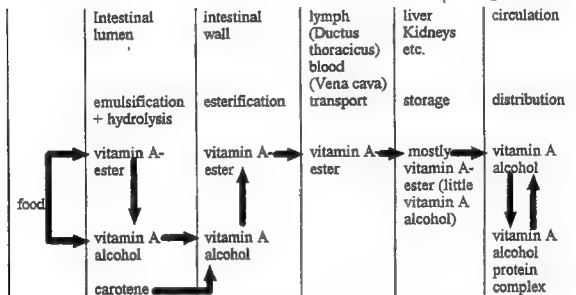 Intestinal
lumen
intestinal
wall
lymph
(Ductus
thoracicus)
blood
(Vena cava)
transport
liver
Kidneys
etc.
circulation
emulsification
+ hydrolysis
esterification
storage
distribution
food
vitamin A-
ester
vitamin A-
ester
vitamin A-
ester
mostly
vitamin A-
ester (little
vitamin A
alcohol)
vitamin A
alcohol
vitamin A
alcohol
vitamin A
alcohol
vitamin A
alcohol
protein
complex
carotene